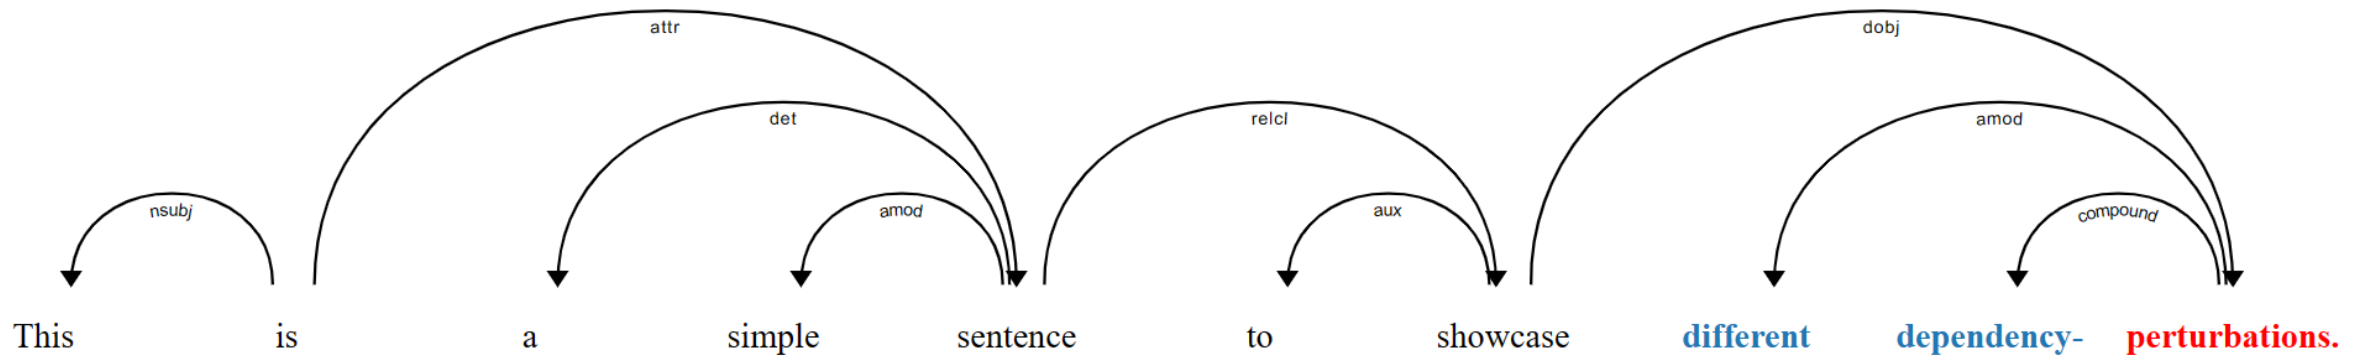 attr dobj
det relcl amod
nsubj amod aux compound
This is a simple sentence to showcase different dependency- perturbations.